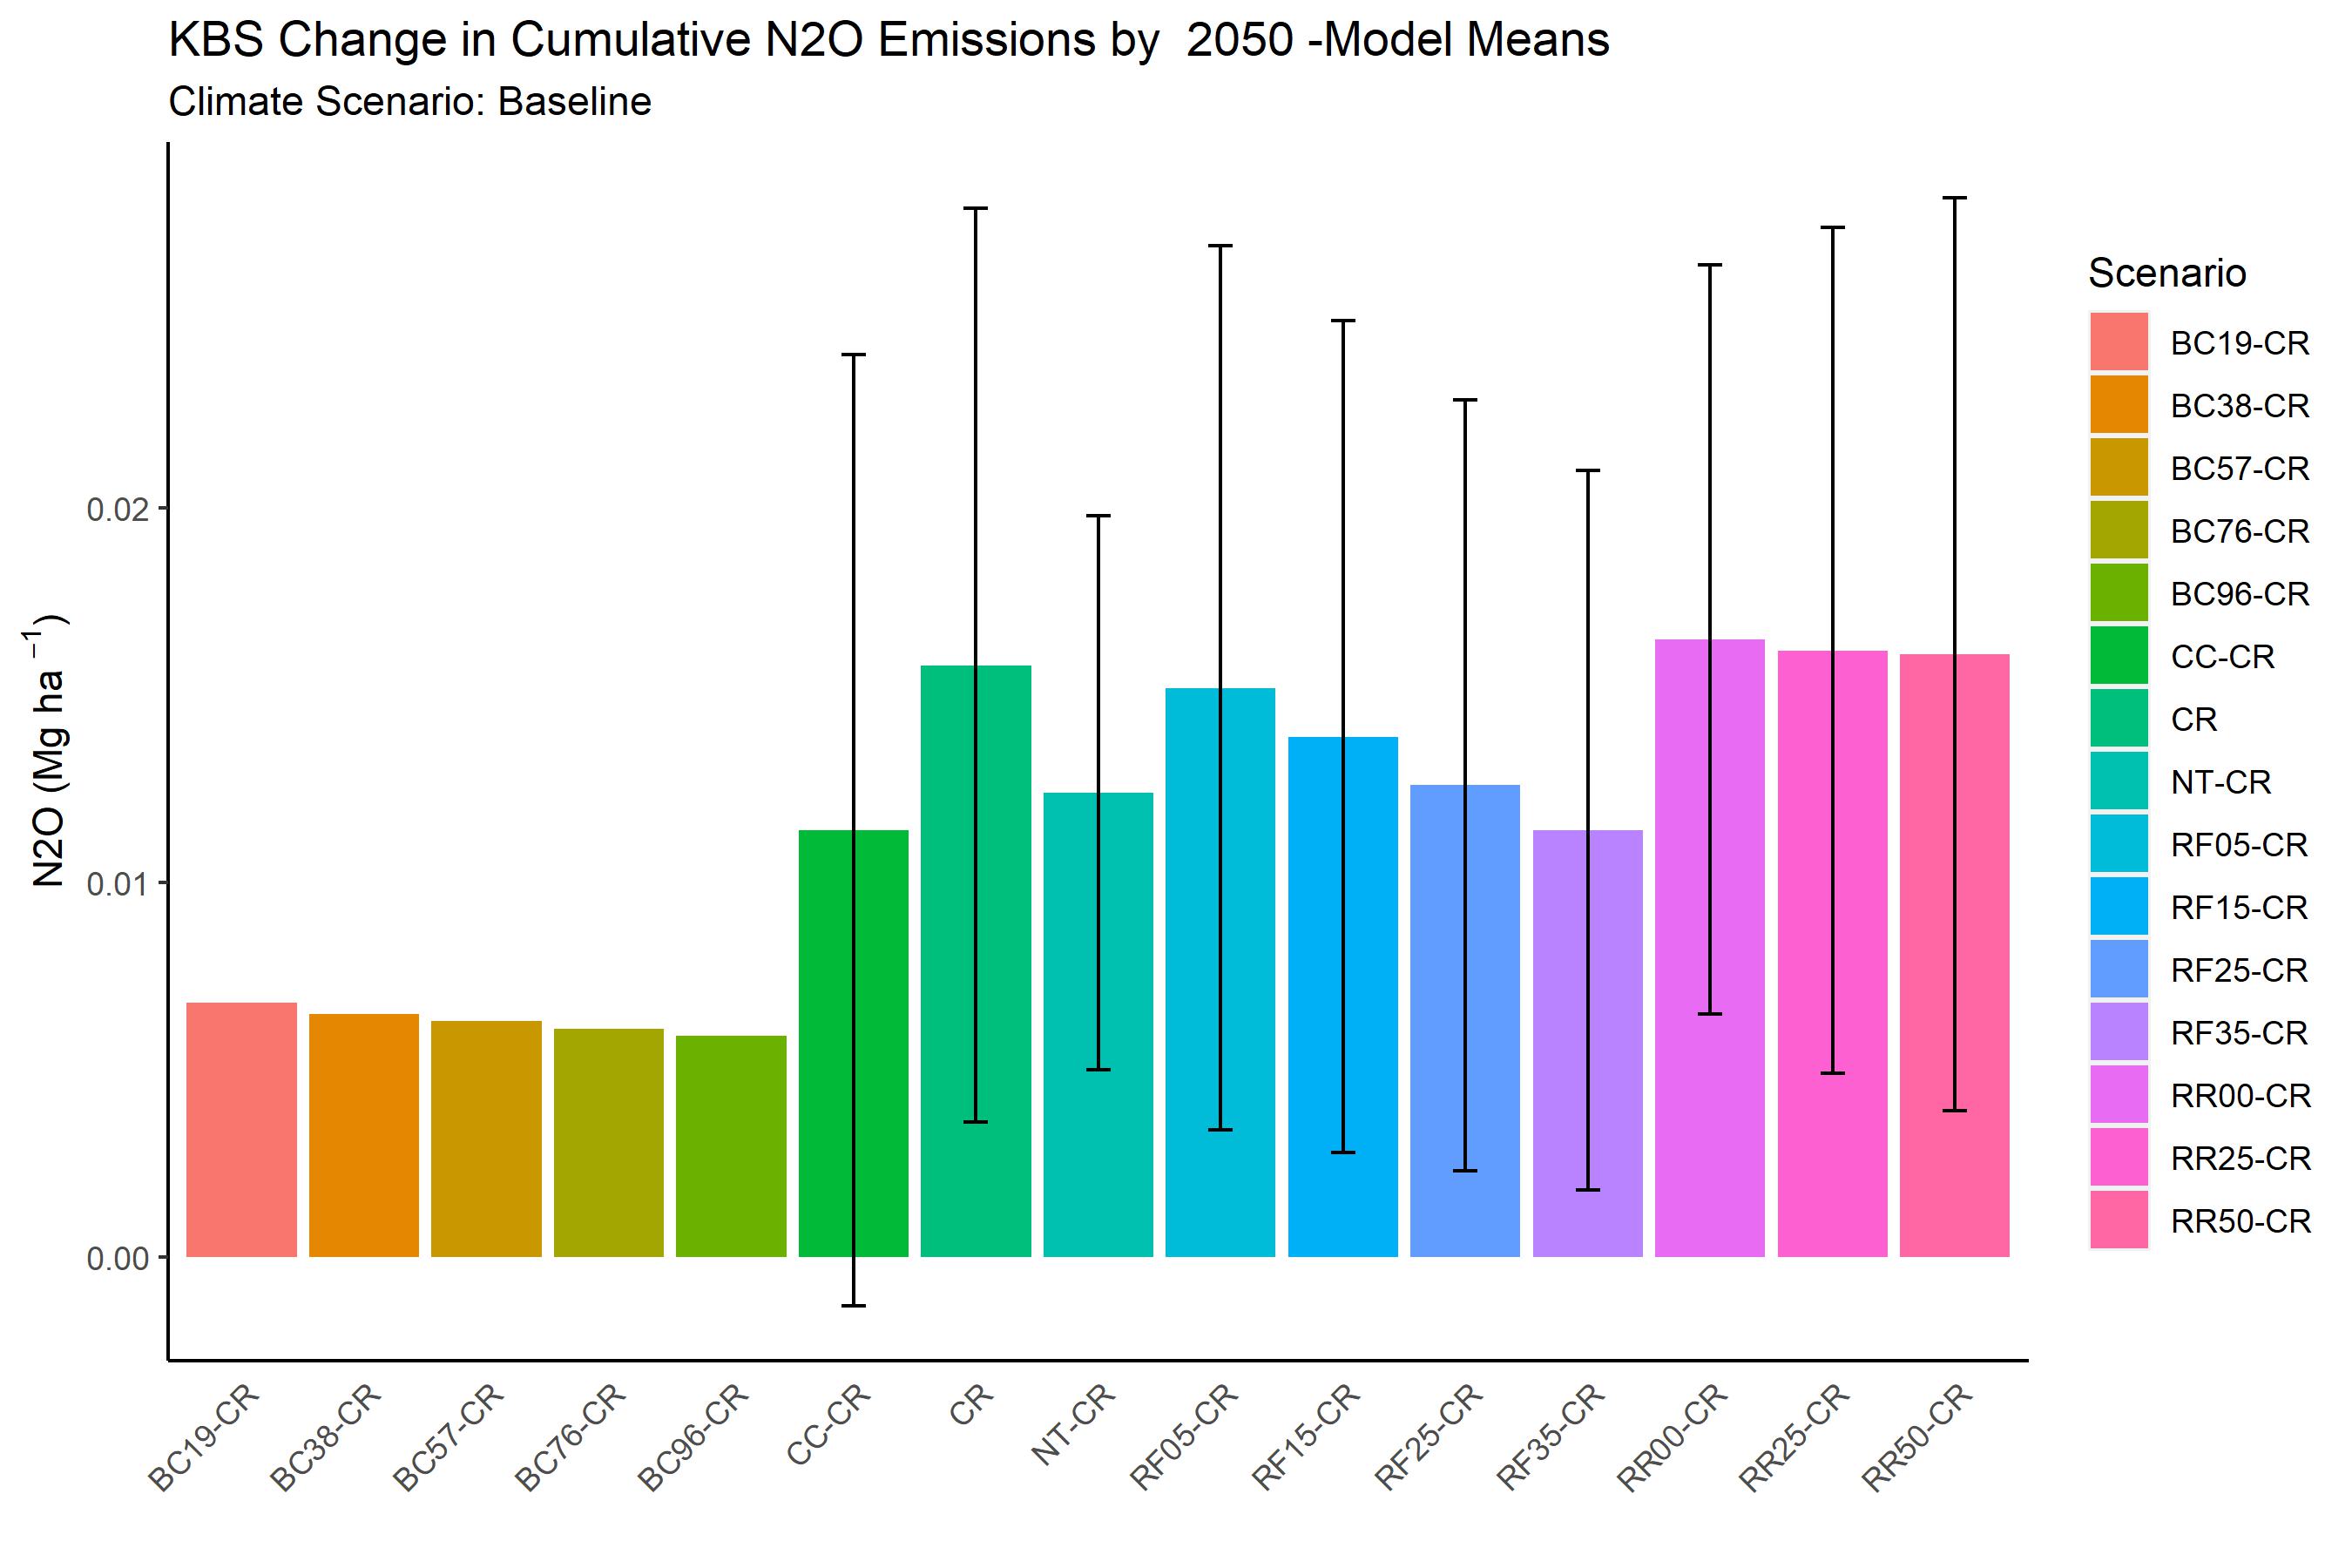 KBS Change in Cumulative N2O Emissions by  2050 -Model Means
Climate Scenario: Baseline
N2O (Mg ha ⁻¹)
0.02
0.01
0.00
BC19-CR
BC38-CR
BC57-CR
BC76-CR
BC96-CR
CC-CR
CR
NT-CR
RF05-CR
RF15-CR
RF25-CR
RF35-CR
RR00-CR
RR25-CR
RR50-CR
Scenario
BC19-CR
BC38-CR
BC57-CR
BC76-CR
BC96-CR
CC-CR
CR
NT-CR
RF05-CR
RF15-CR
RF25-CR
RF35-CR
RR00-CR
RR25-CR
RR50-CR